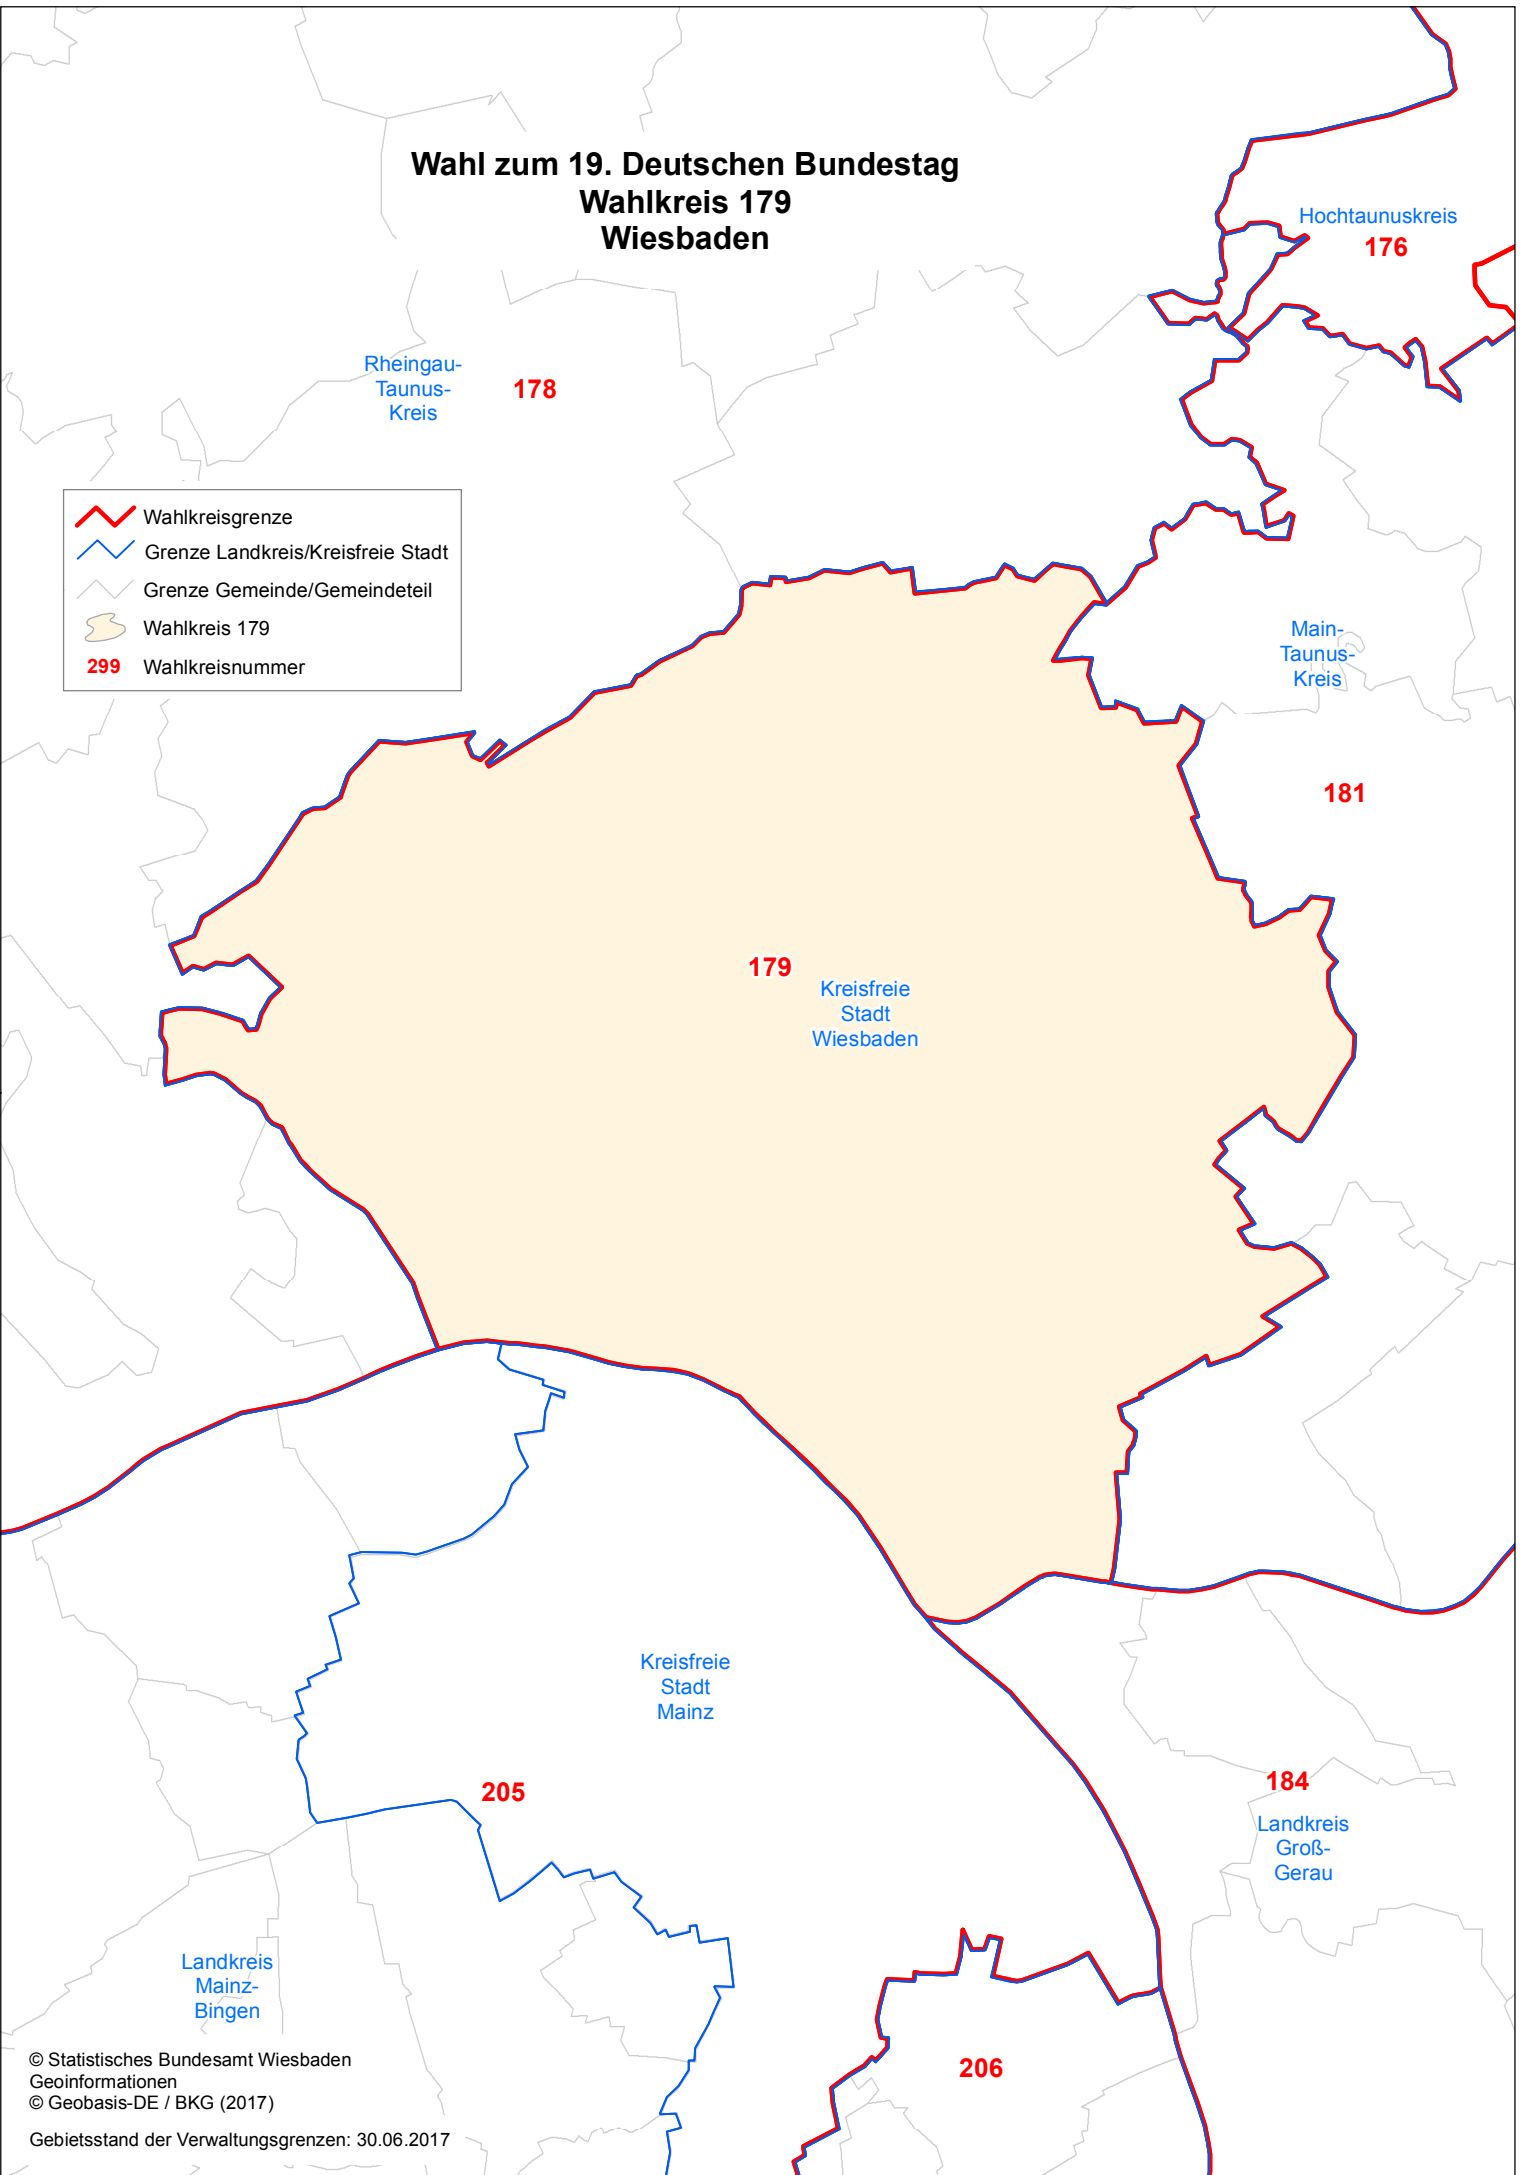 Wahl zum 19. Deutschen Bundestag
Wahlkreis 179
Wiesbaden
Hochtaunuskreis
176
Rheingau-
Taunus-
Kreis
178
Wahlkreisgrenze
Grenze Landkreis/Kreisfreie Stadt
Grenze Gemeinde/Gemeindeteil
Wahlkreis 179
299 Wahlkreisnummer
Main-
Taunus-
Kreis
181
179
Kreisfreie
Stadt
Wiesbaden
Kreisfreie
Stadt
Mainz
205
184
Landkreis
Groß-
Gerau
Landkreis
Mainz-
Bingen
206
© Statistisches Bundesamt Wiesbaden
Geoinformationen
© Geobasis-DE / BKG (2017)
Gebietsstand der Verwaltungsgrenzen: 30.06.2017